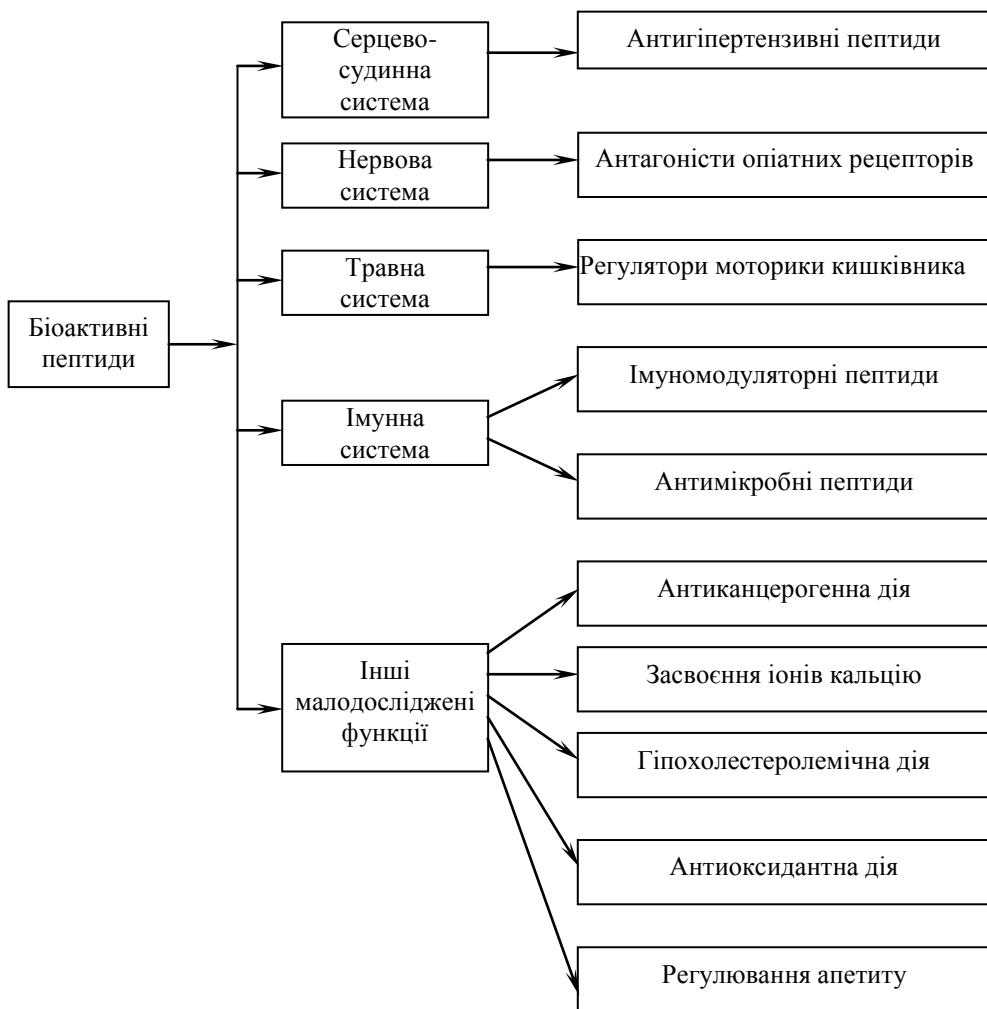 Біоактивні
пептиди
Серцево-
судинна
система
Антигіпертензивні пептиди
Нервова
система
Антагоністи опіатних рецепторів
Травна
система
Регулятори моторики кишківника
Імунна
система
Імуномодуляторні пептиди
Антимікробні пептиди
Інші
малодосліджені
функції
Антиканцерогенна дія
Засвоєння іонів кальцію
Гіпохолестеролемічна дія
Антиоксидантна дія
Регулювання апетиту